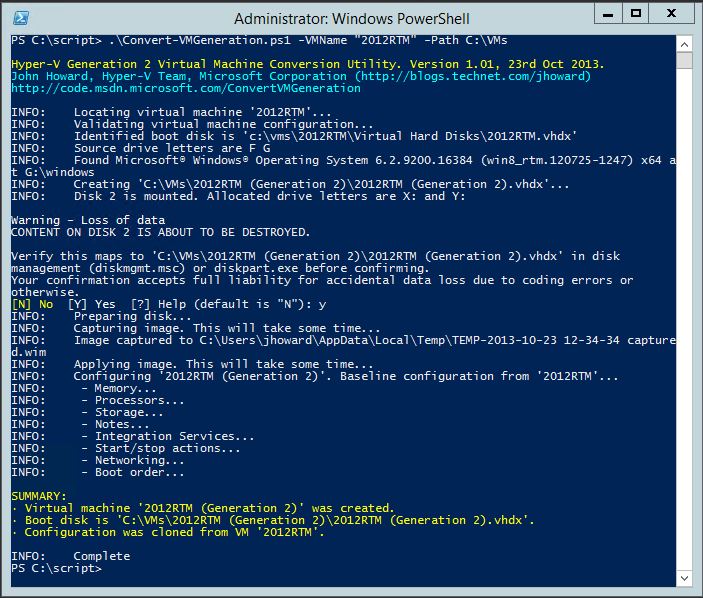 Administrator: Windows PowerShell
PS C:\script> .\Convert-VMGeneration.ps1 -VMName "2012RTM" -Path C:\VMs
Hyper-V Generation 2 Virtual Machine Conversion Utility. Version 1.01, 23rd Oct 2013.
John Howard, Hyper-V Team, Microsoft Corporation (http://blogs.technet.com/jhoward)
http://code.msdn.microsoft.com/ConvertVMGeneration
INFO:    Locating virtual machine '2012RTM'...
INFO:    Validating virtual machine configuration...
INFO:    Identified boot disk is 'c:\vms\2012RTM\Virtual Hard Disks\2012RTM.vhdx'
INFO:    Source drive letters are F G
INFO:    Found Microsoft® Windows® Operating System 6.2.9200.16384 (win8_rtm.120725-1247) x64 a
t G:\windows
INFO:    Creating 'C:\VMs\2012RTM (Generation 2)\2012RTM (Generation 2).vhdx'...
INFO:    Disk 2 is mounted. Allocated drive letters are X: and Y:
Warning - Loss of data
CONTENT ON DISK 2 IS ABOUT TO BE DESTROYED.
Verify this maps to 'C:\VMs\2012RTM (Generation 2)\2012RTM (Generation 2).vhdx' in disk
management (diskmgmt.msc) or diskpart.exe before confirming.
Your confirmation accepts full liability for accidental data loss due to coding errors or
otherwise.
[N] No  [Y] Yes  [?] Help (default is "N"): y
INFO:    Preparing disk...
INFO:    Capturing image. This will take some time...
INFO:    Image captured to C:\Users\jhoward\AppData\Local\Temp\TEMP-2013-10-23 12-34-34 capture
d.wim
INFO:    Applying image. This will take some time...
INFO:    Configuring '2012RTM (Generation 2)'. Baseline configuration from '2012RTM'...
INFO:     - Memory...
INFO:     - Processors...
INFO:     - Storage...
INFO:     - Notes...
INFO:     - Integration Services...
INFO:     - Start/stop actions...
INFO:     - Networking...
INFO:     - Boot order...
SUMMARY:
· Virtual machine '2012RTM (Generation 2)' was created.
· Boot disk is 'C:\VMs\2012RTM (Generation 2)\2012RTM (Generation 2).vhdx'.
· Configuration was cloned from VM '2012RTM'.
INFO:    Complete
PS C:\script>